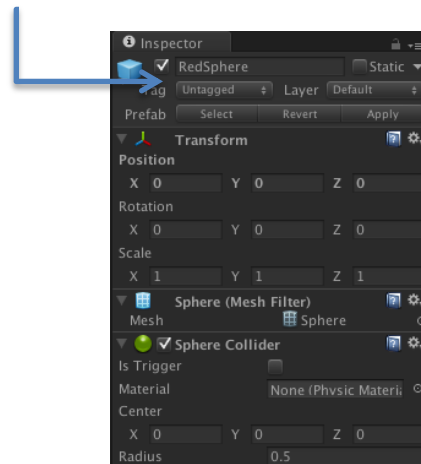 Inspector
RedSphere Static
Tag Untagged Layer Default
Prefab Select Revert Apply
Transform
Position
X 0 Y 0 Z 0
Rotation
X 0 Y 0 Z 0
Scale
X 1 Y 1 Z 1
Sphere (Mesh Filter)
Mesh Sphere
Sphere Collider
Is Trigger
Material None (Physic Materia
Center
X 0 Y 0 Z 0
Radius 0.5